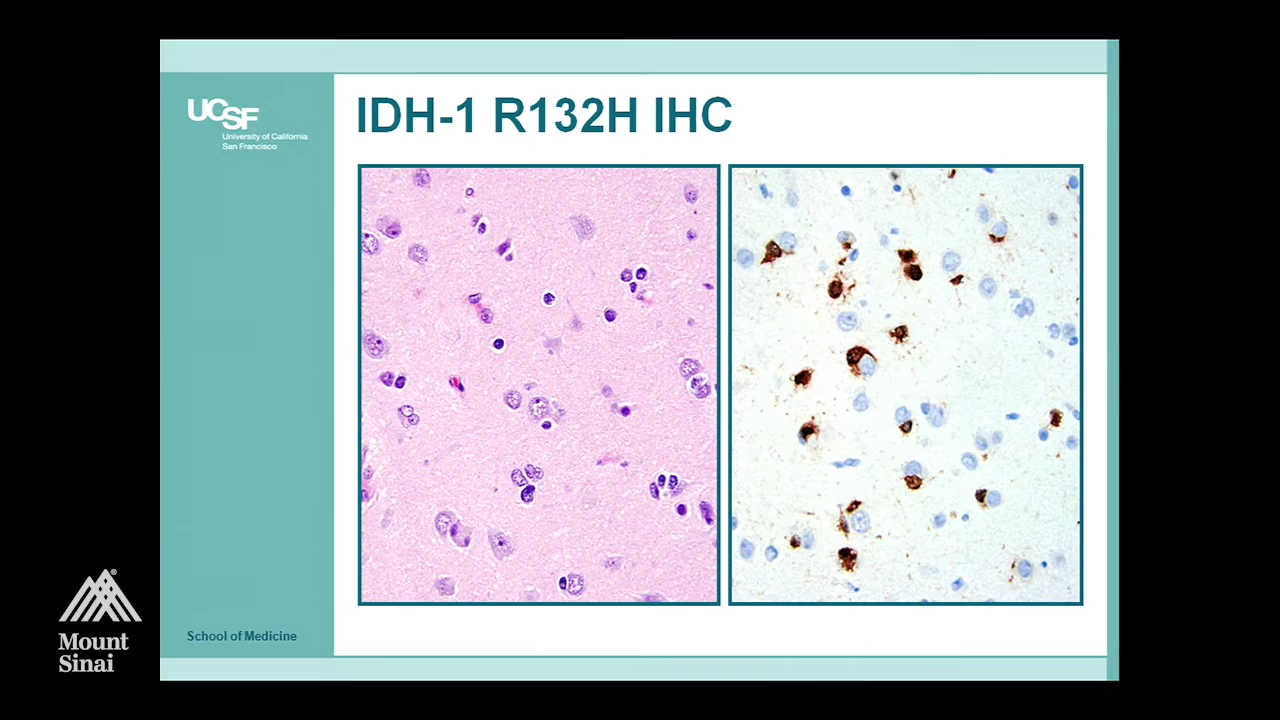 UCSF
University of California
San Francisco
IDH-1 R132H IHC
School of Medicine
Mount
Sinai